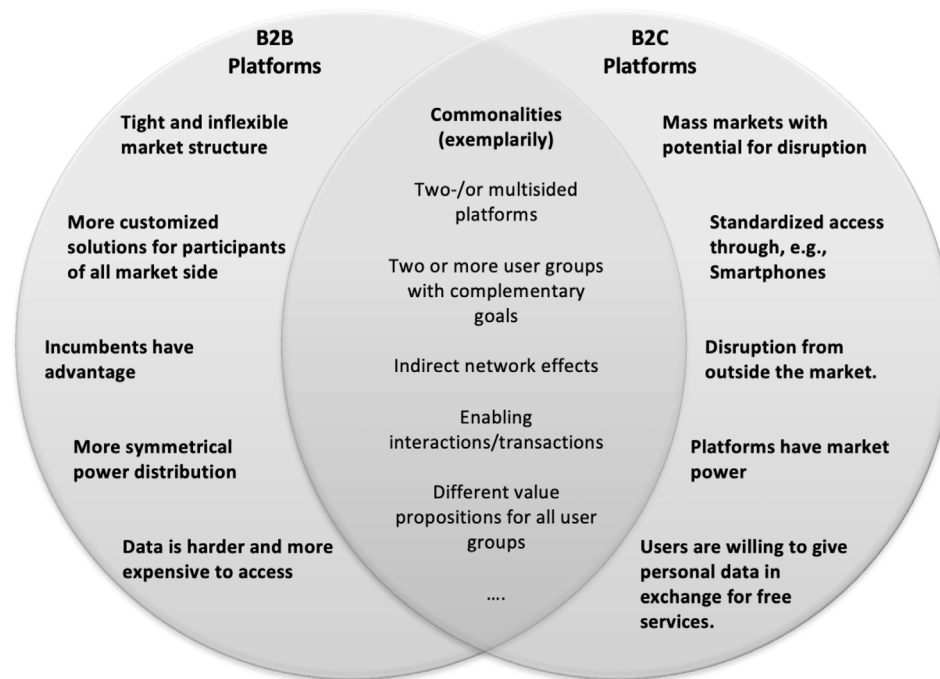 B2B
Platforms
Tight and inflexible
market structure
More customized
solutions for participants
of all market side
Incumbents have
advantage
More symmetrical
power distribution
Data is harder and more
expensive to access
Commonalities
(exemplarily)
Two-/or multisided
platforms
Two or more user groups
with complementary
goals
Indirect network effects
Enabling
interactions/transactions
Different value
propositions for all user
groups
….
B2C
Platforms
Mass markets with
potential for disruption
Standardized access
through, e.g.,
Smartphones
Disruption from
outside the market.
Platforms have market
power
Users are willing to give
personal data in
exchange for free
services.